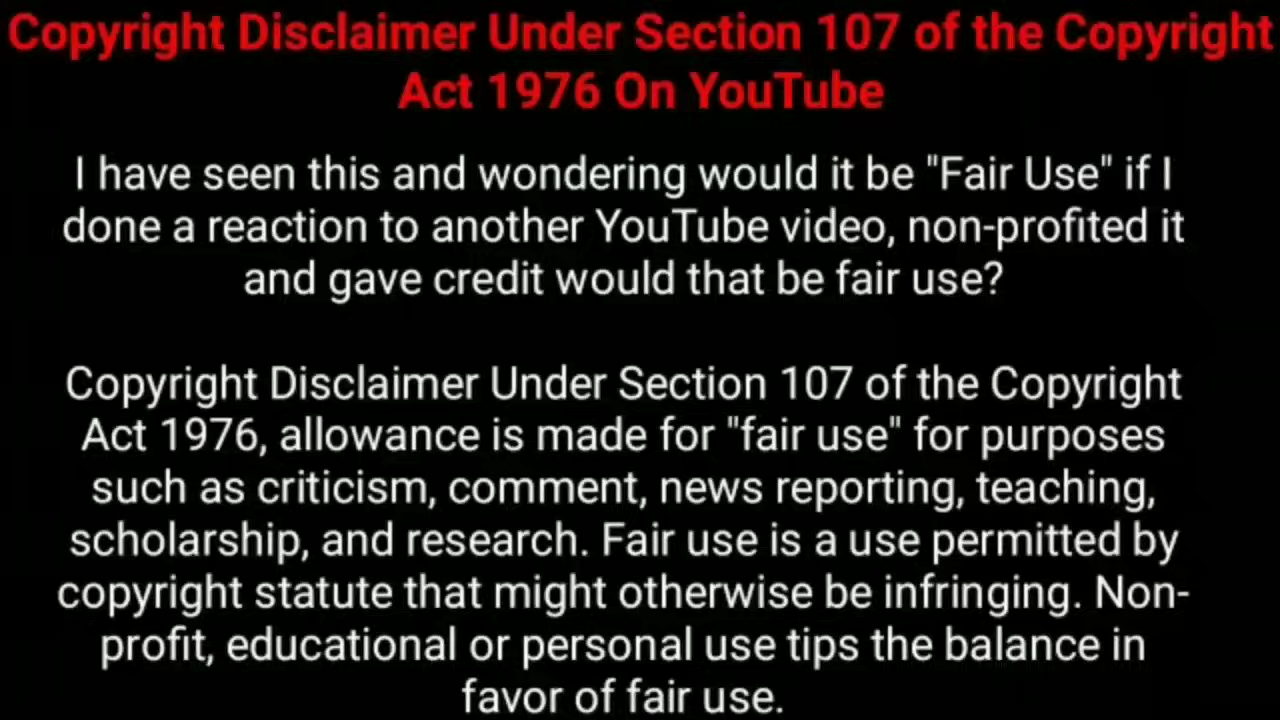 Copyright Disclaimer Under Section 107 of the Copyright
Act 1976 On YouTube
I have seen this and wondering would it be "Fair Use" if I
done a reaction to another YouTube video, non-profited it
and gave credit would that be fair use?
Copyright Disclaimer Under Section 107 of the Copyright
Act 1976, allowance is made for "fair use" for purposes
such as criticism, comment, news reporting, teaching,
scholarship, and research. Fair use is a use permitted by
copyright statute that might otherwise be infringing. Non-
profit, educational or personal use tips the balance in
favor of fair use.